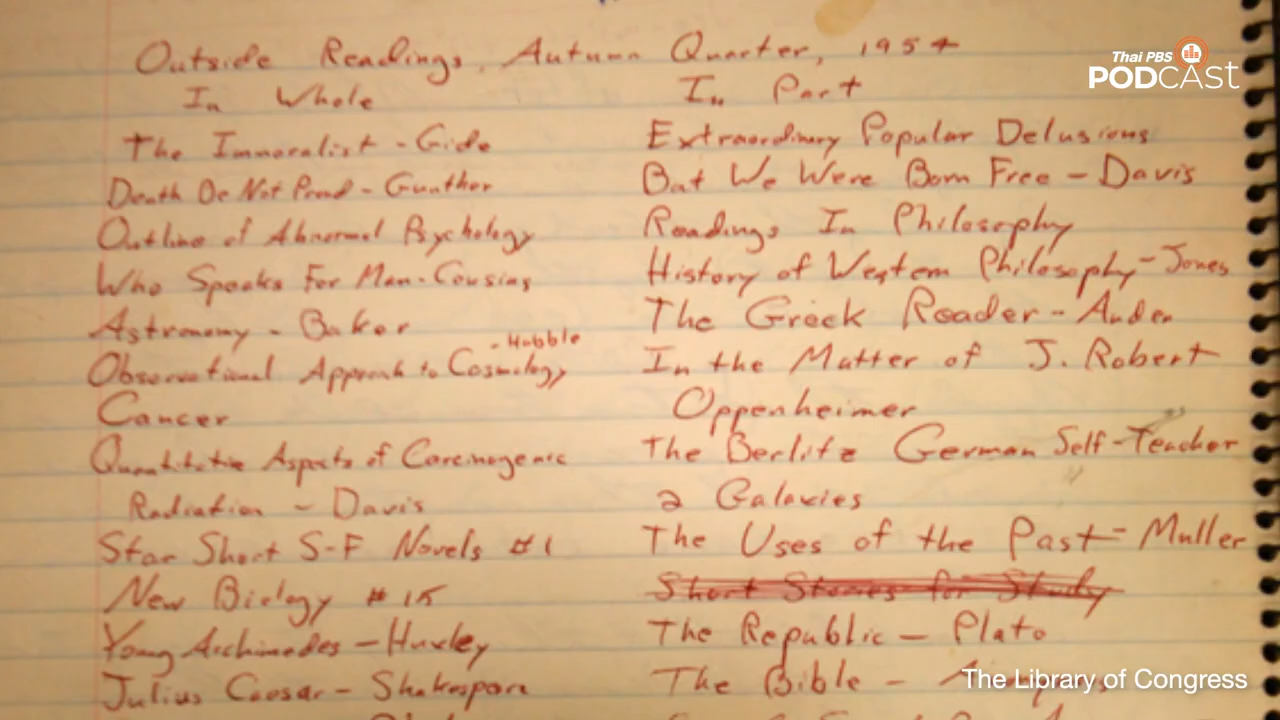 Outside Readings, Autumn Quarter, 1954
In Whole
The Immoralist - Gide
Death Be Not Proud - Gunther
Outline of Abnormal Psychology
Who Speaks For Man - Cousins
Astronomy - Baker
- Hubble
Observational Approach to Cosmology
Cancer
Quantitative Aspects of Carcinogenic
Radiation - Davis
Star Short S-F Novels #1
New Biology #15
Young Archimedes - Huxley
Julius Caesar - Shakespare
In Part
Extraordinary Popular Delusions
But We Were Born Free - Davis
Readings In Philosophy
History of Western Philosophy - Jones
The Greek Reader - Auden
In the Matter of J. Robert
Oppenheimer
The Berlitz German Self-Teacher
2 Galaxies
The Uses of the Past - Muller
Short Stories for Study
The Republic - Plato
The Bible -
Thai PBS
PODCAST
The Library of Congress